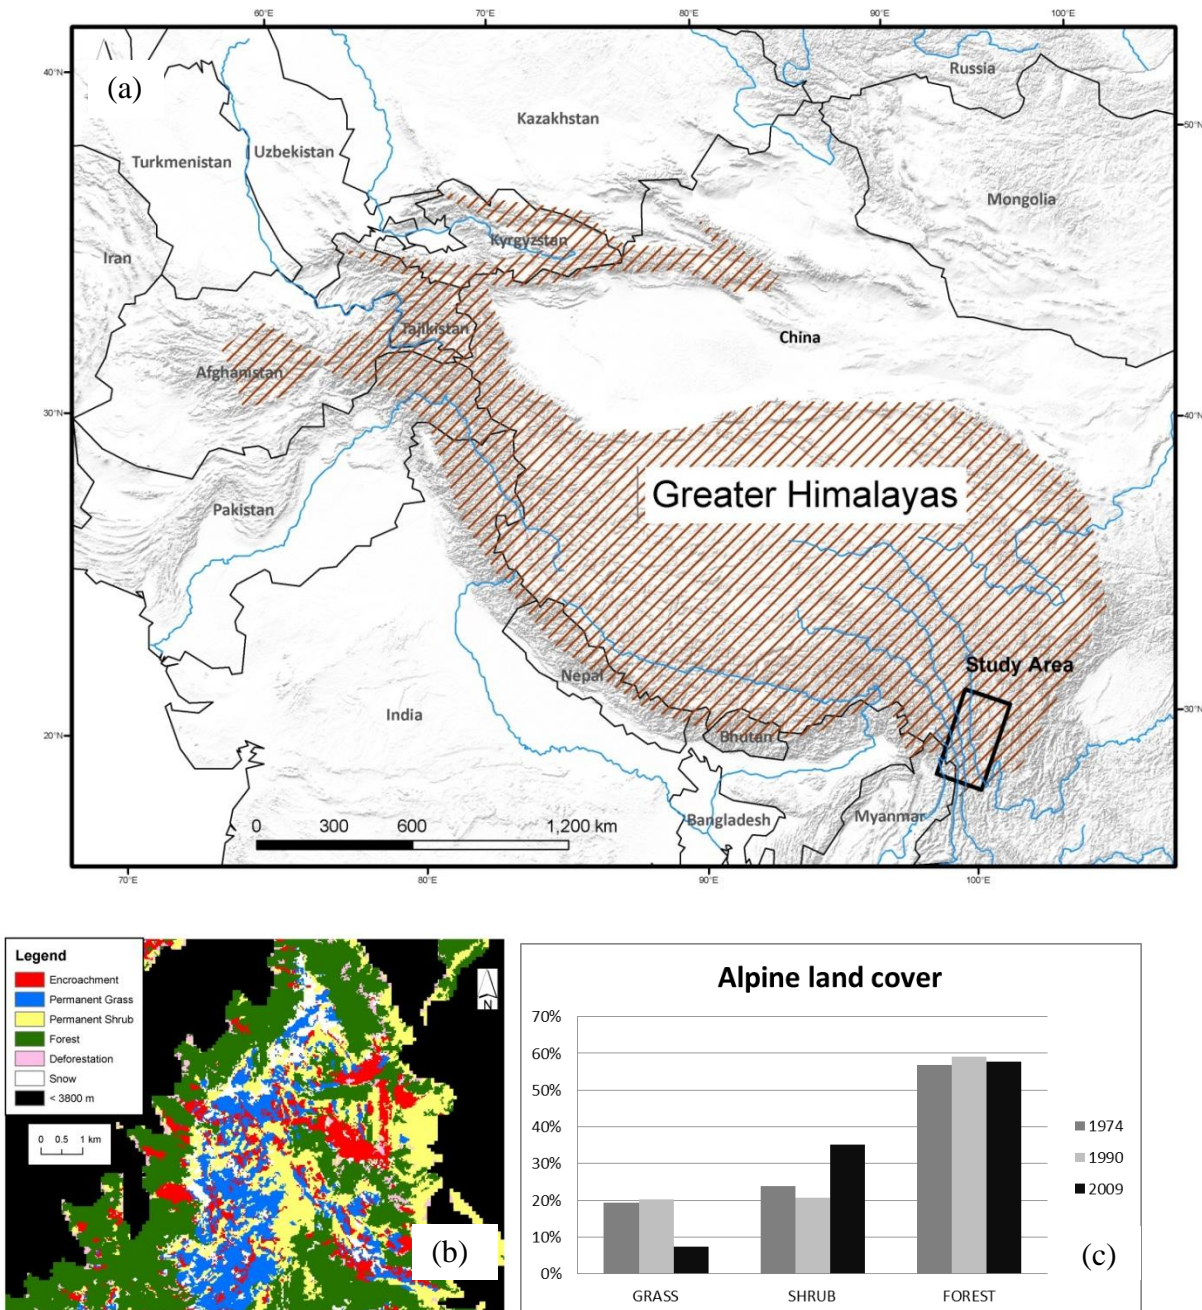 60°E 70°E 80°E 90°E 100°E
(a)
40°N
50°N
Russia
Kazakhstan
Turkmenistan
Uzbekistan
Mongolia
Kyrgyzstan
Iran
Tajikistan
China
Afghanistan
30°N
40°N
Greater Himalayas
Pakistan
Study Area
Nepal
30°N
India
20°N
Bhutan
0 300 600 1,200 km
Bangladesh
Myanmar
70°E 80°E 90°E 100°E
Legend
Encroachment
Permanent Grass
Permanent Shrub
Forest
Deforestation
Snow
< 3800 m
0 0.5 1 km
N
(b)
Alpine land cover
70%
60%
50%
40%
30%
20%
10%
0%
GRASS SHRUB FOREST
1974
1990
2009
(c)